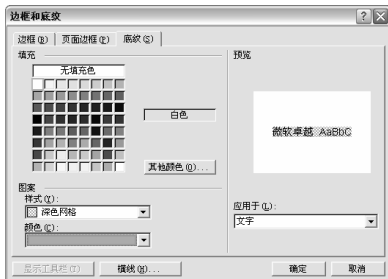 边框和底纹
边框(B) 页面边框(P) 底纹(S)
填充
无填充色
白色
其他颜色(O)...
图案
样式(Y):
深色网格
颜色(C):
预览
微软卓越 AaBbC
应用于(L):
文字
显示工具栏(T) 横线(H)... 确定 取消